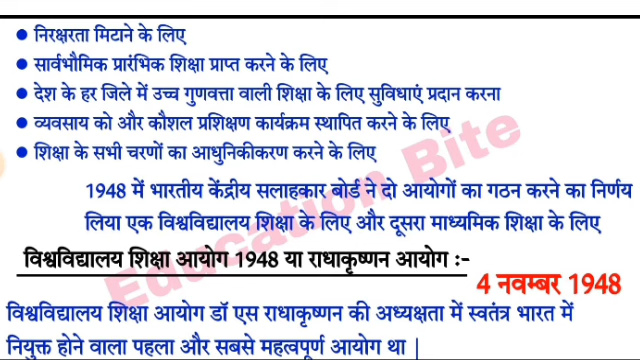 ● निरक्षरता मिटाने के लिए
● सार्वभौमिक प्रारंभिक शिक्षा प्राप्त करने के लिए
● देश के हर जिले में उच्च गुणवत्ता वाली शिक्षा के लिए सुविधाएं प्रदान करना
● व्यवसाय को और कौशल प्रशिक्षण कार्यक्रम स्थापित करने के लिए
● शिक्षा के सभी चरणों का आधुनिकीकरण करने के लिए
1948 में भारतीय केंद्रीय सलाहकार बोर्ड ने दो आयोगों का गठन करने का निर्णय
लिया एक विश्वविद्यालय शिक्षा के लिए और दूसरा माध्यमिक शिक्षा के लिए
विश्वविद्यालय शिक्षा आयोग 1948 या राधाकृष्णन आयोग :-
4 नवम्बर 1948
विश्वविद्यालय शिक्षा आयोग डॉ एस राधाकृष्णन की अध्यक्षता में स्वतंत्र भारत में
नियुक्त होने वाला पहला और सबसे महत्वपूर्ण आयोग था |
Education Bite